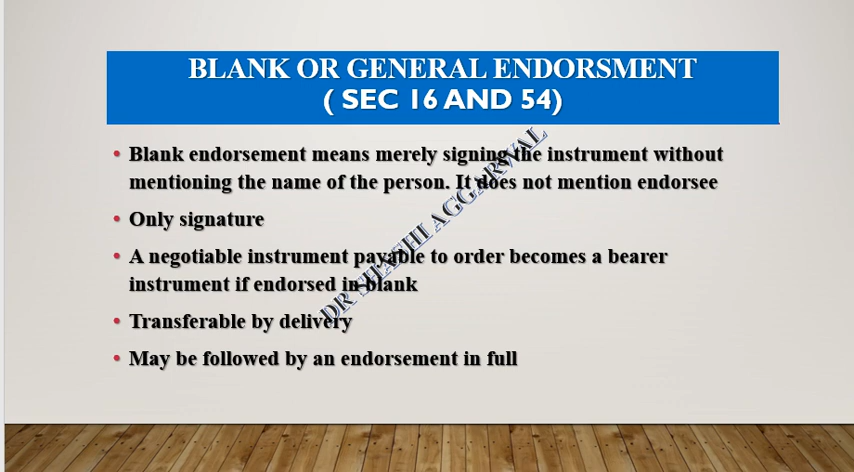 BLANK OR GENERAL ENDORSMENT
( SEC 16 AND 54)
• Blank endorsement means merely signing the instrument without
mentioning the name of the person. It does not mention endorsee
• Only signature
• A negotiable instrument payable to order becomes a bearer
instrument if endorsed in blank
• Transferable by delivery
• May be followed by an endorsement in full
DR SHASHI AGGARWAL